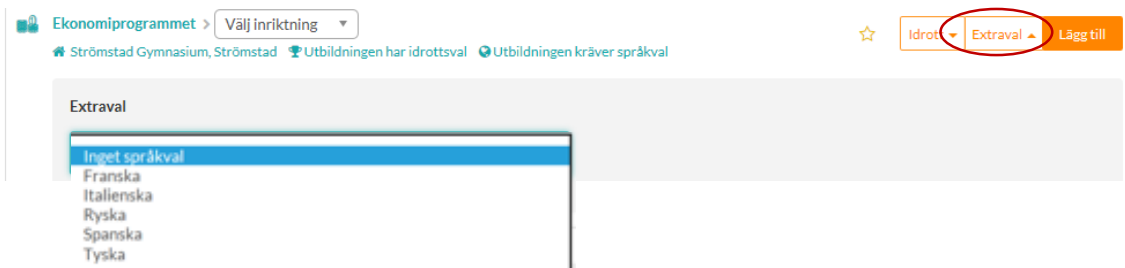 Ekonomiprogrammet > Välj inriktning
Strömstad Gymnasium, Strömstad Utbildningen har idrottsval Utbildningen kräver språkval
Idrott Extraval Lägg till
Extraval
Inget språkval
Franska
Italienska
Ryska
Spanska
Tyska